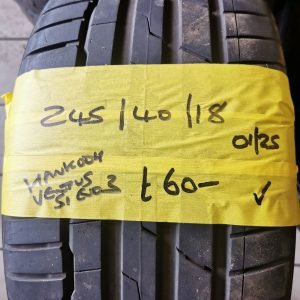 245/40/18
01/25
HANKOOK
VENTUS
S1 EVO3
£60-